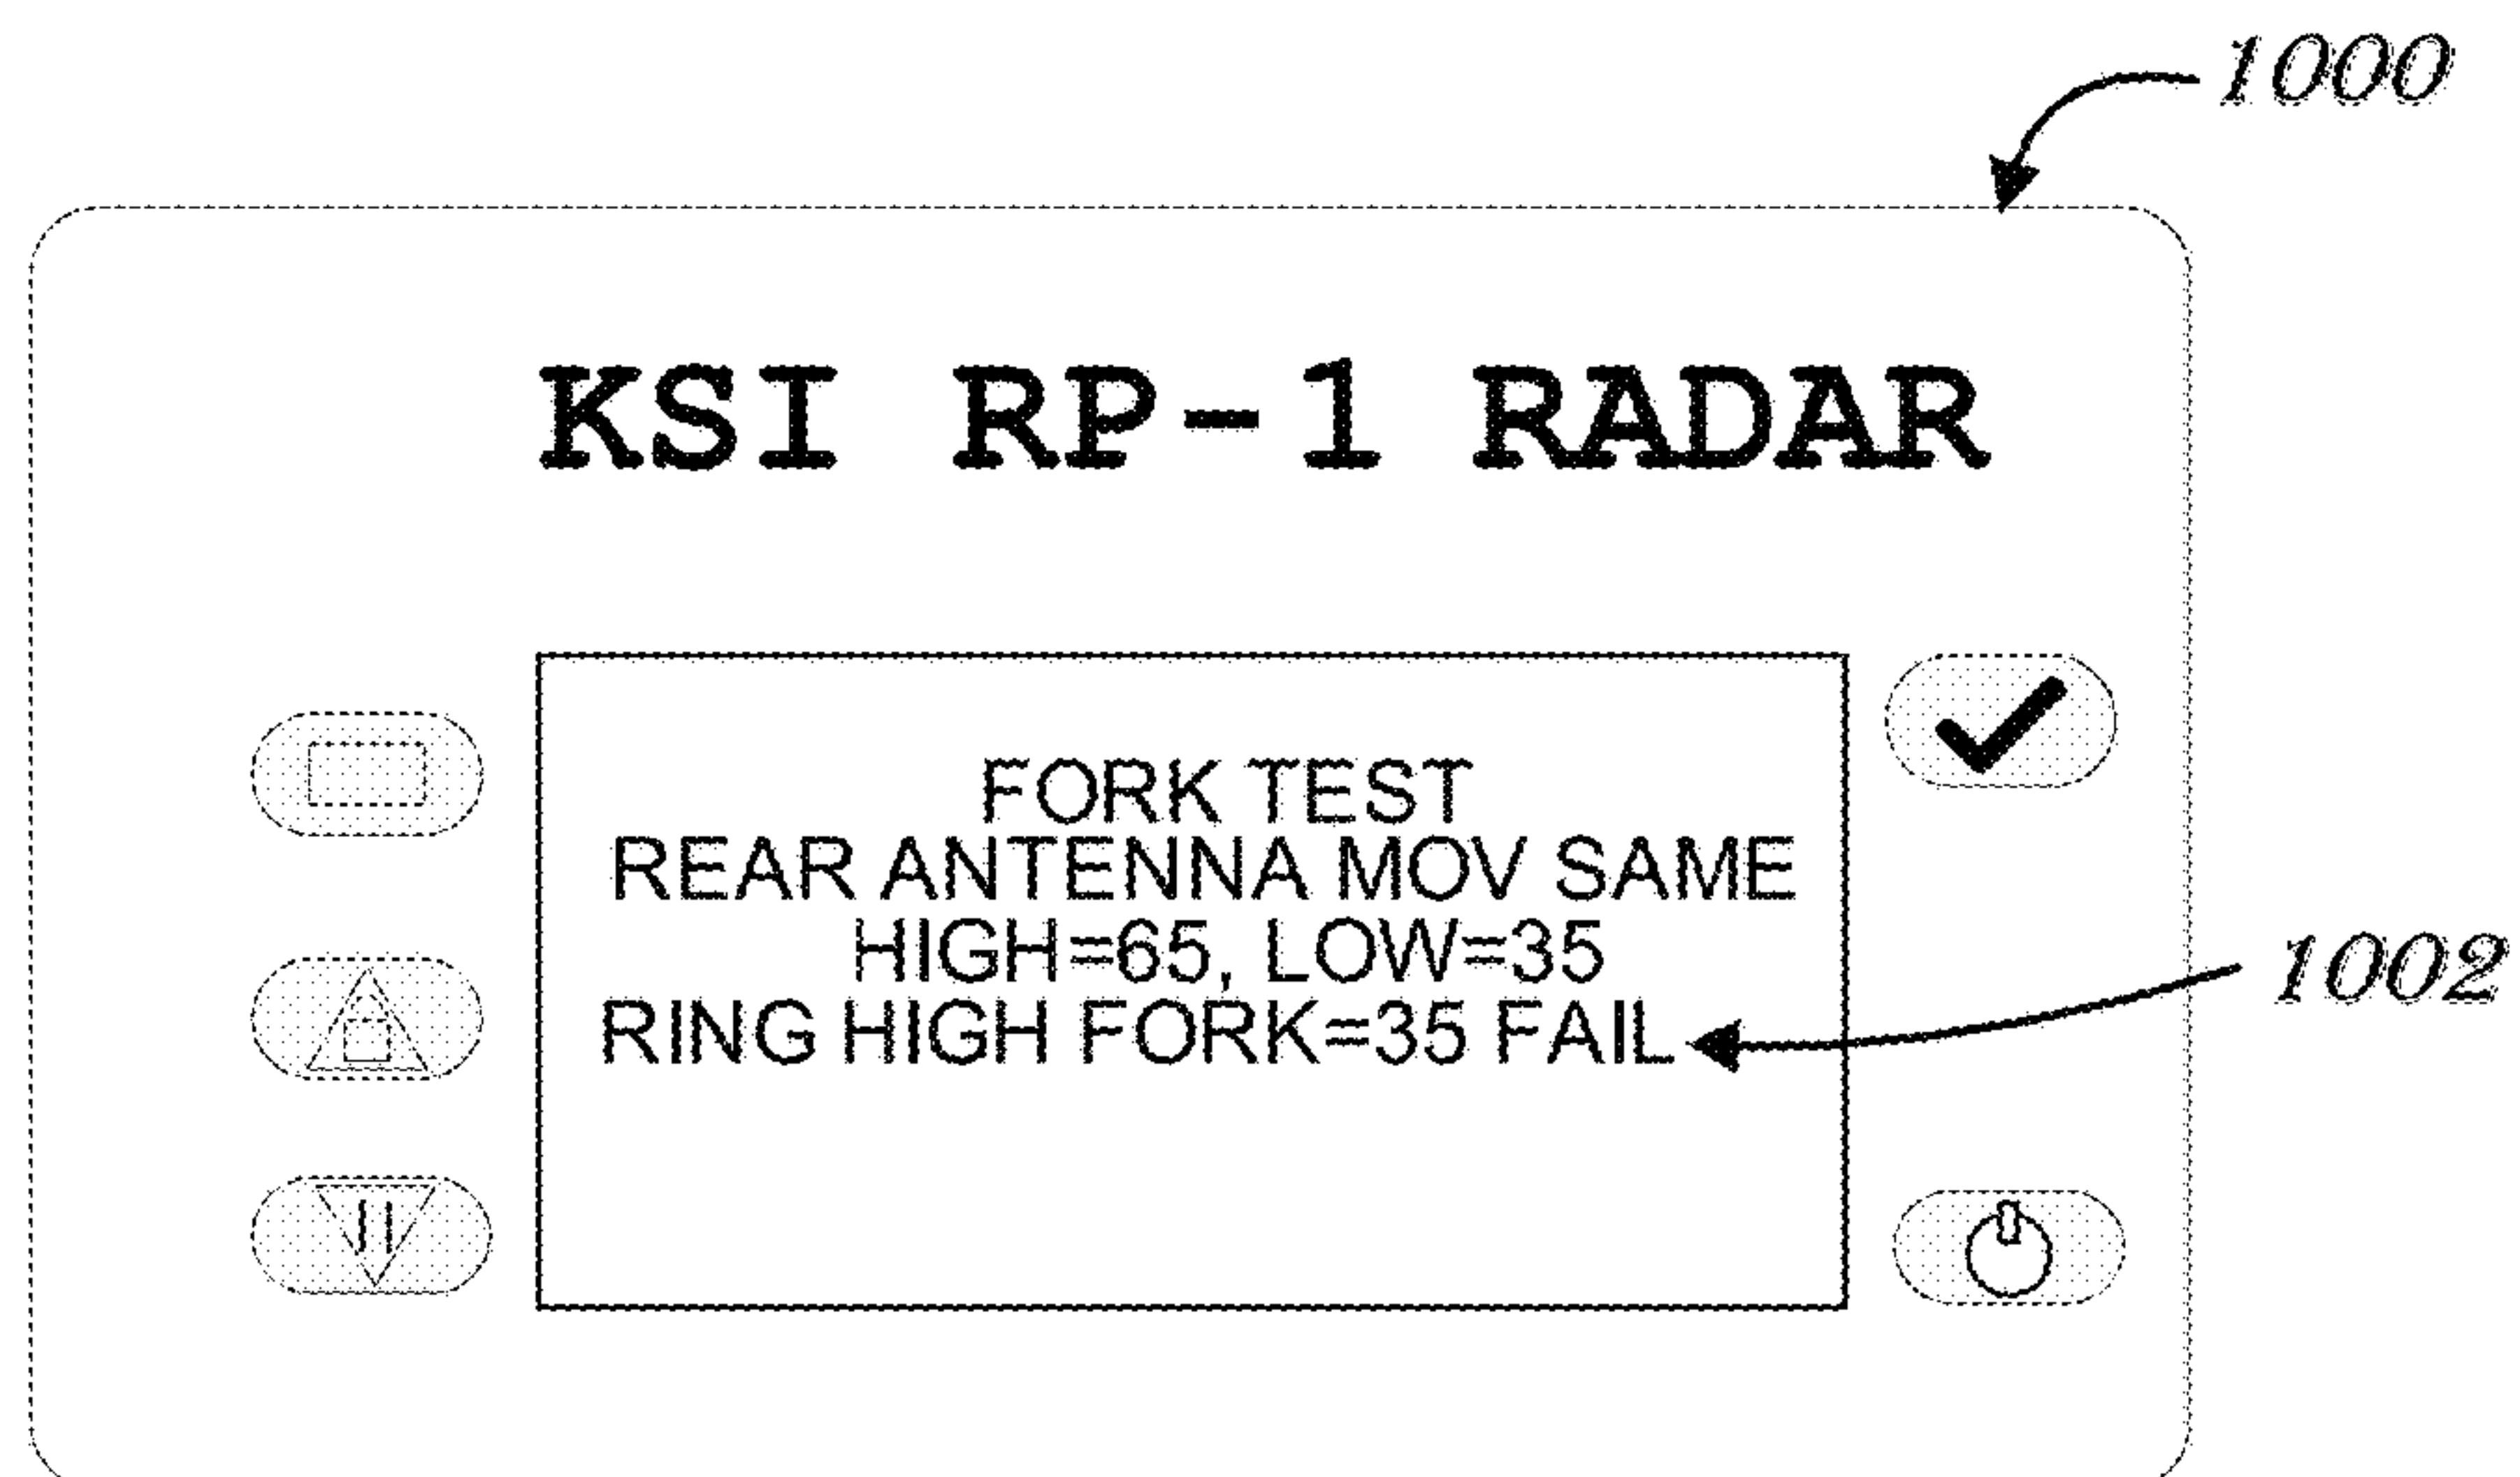 1000
KSI RP-1 RADAR
FORK TEST
REAR ANTENNA MOV SAME
HIGH=65, LOW=35
RING HIGH FORK=35 FAIL
1002